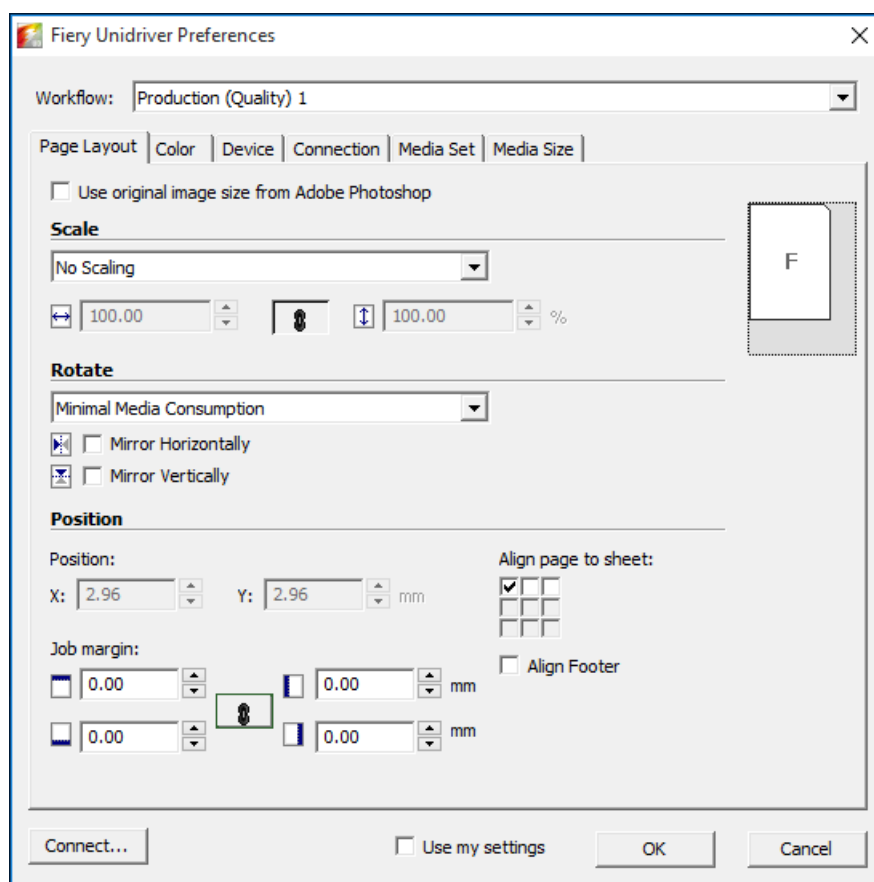 Fiery Unidriver Preferences
Workflow: Production (Quality) 1
Page Layout Color Device Connection Media Set Media Size
Use original image size from Adobe Photoshop
Scale
No Scaling
F
100.00 100.00 %
Rotate
Minimal Media Consumption
Mirror Horizontally
Mirror Vertically
Position
Position: Align page to sheet:
X: 2.96 Y: 2.96 mm
Job margin:
Align Footer
0.00 0.00 mm
0.00 0.00 mm
Connect... Use my settings OK Cancel